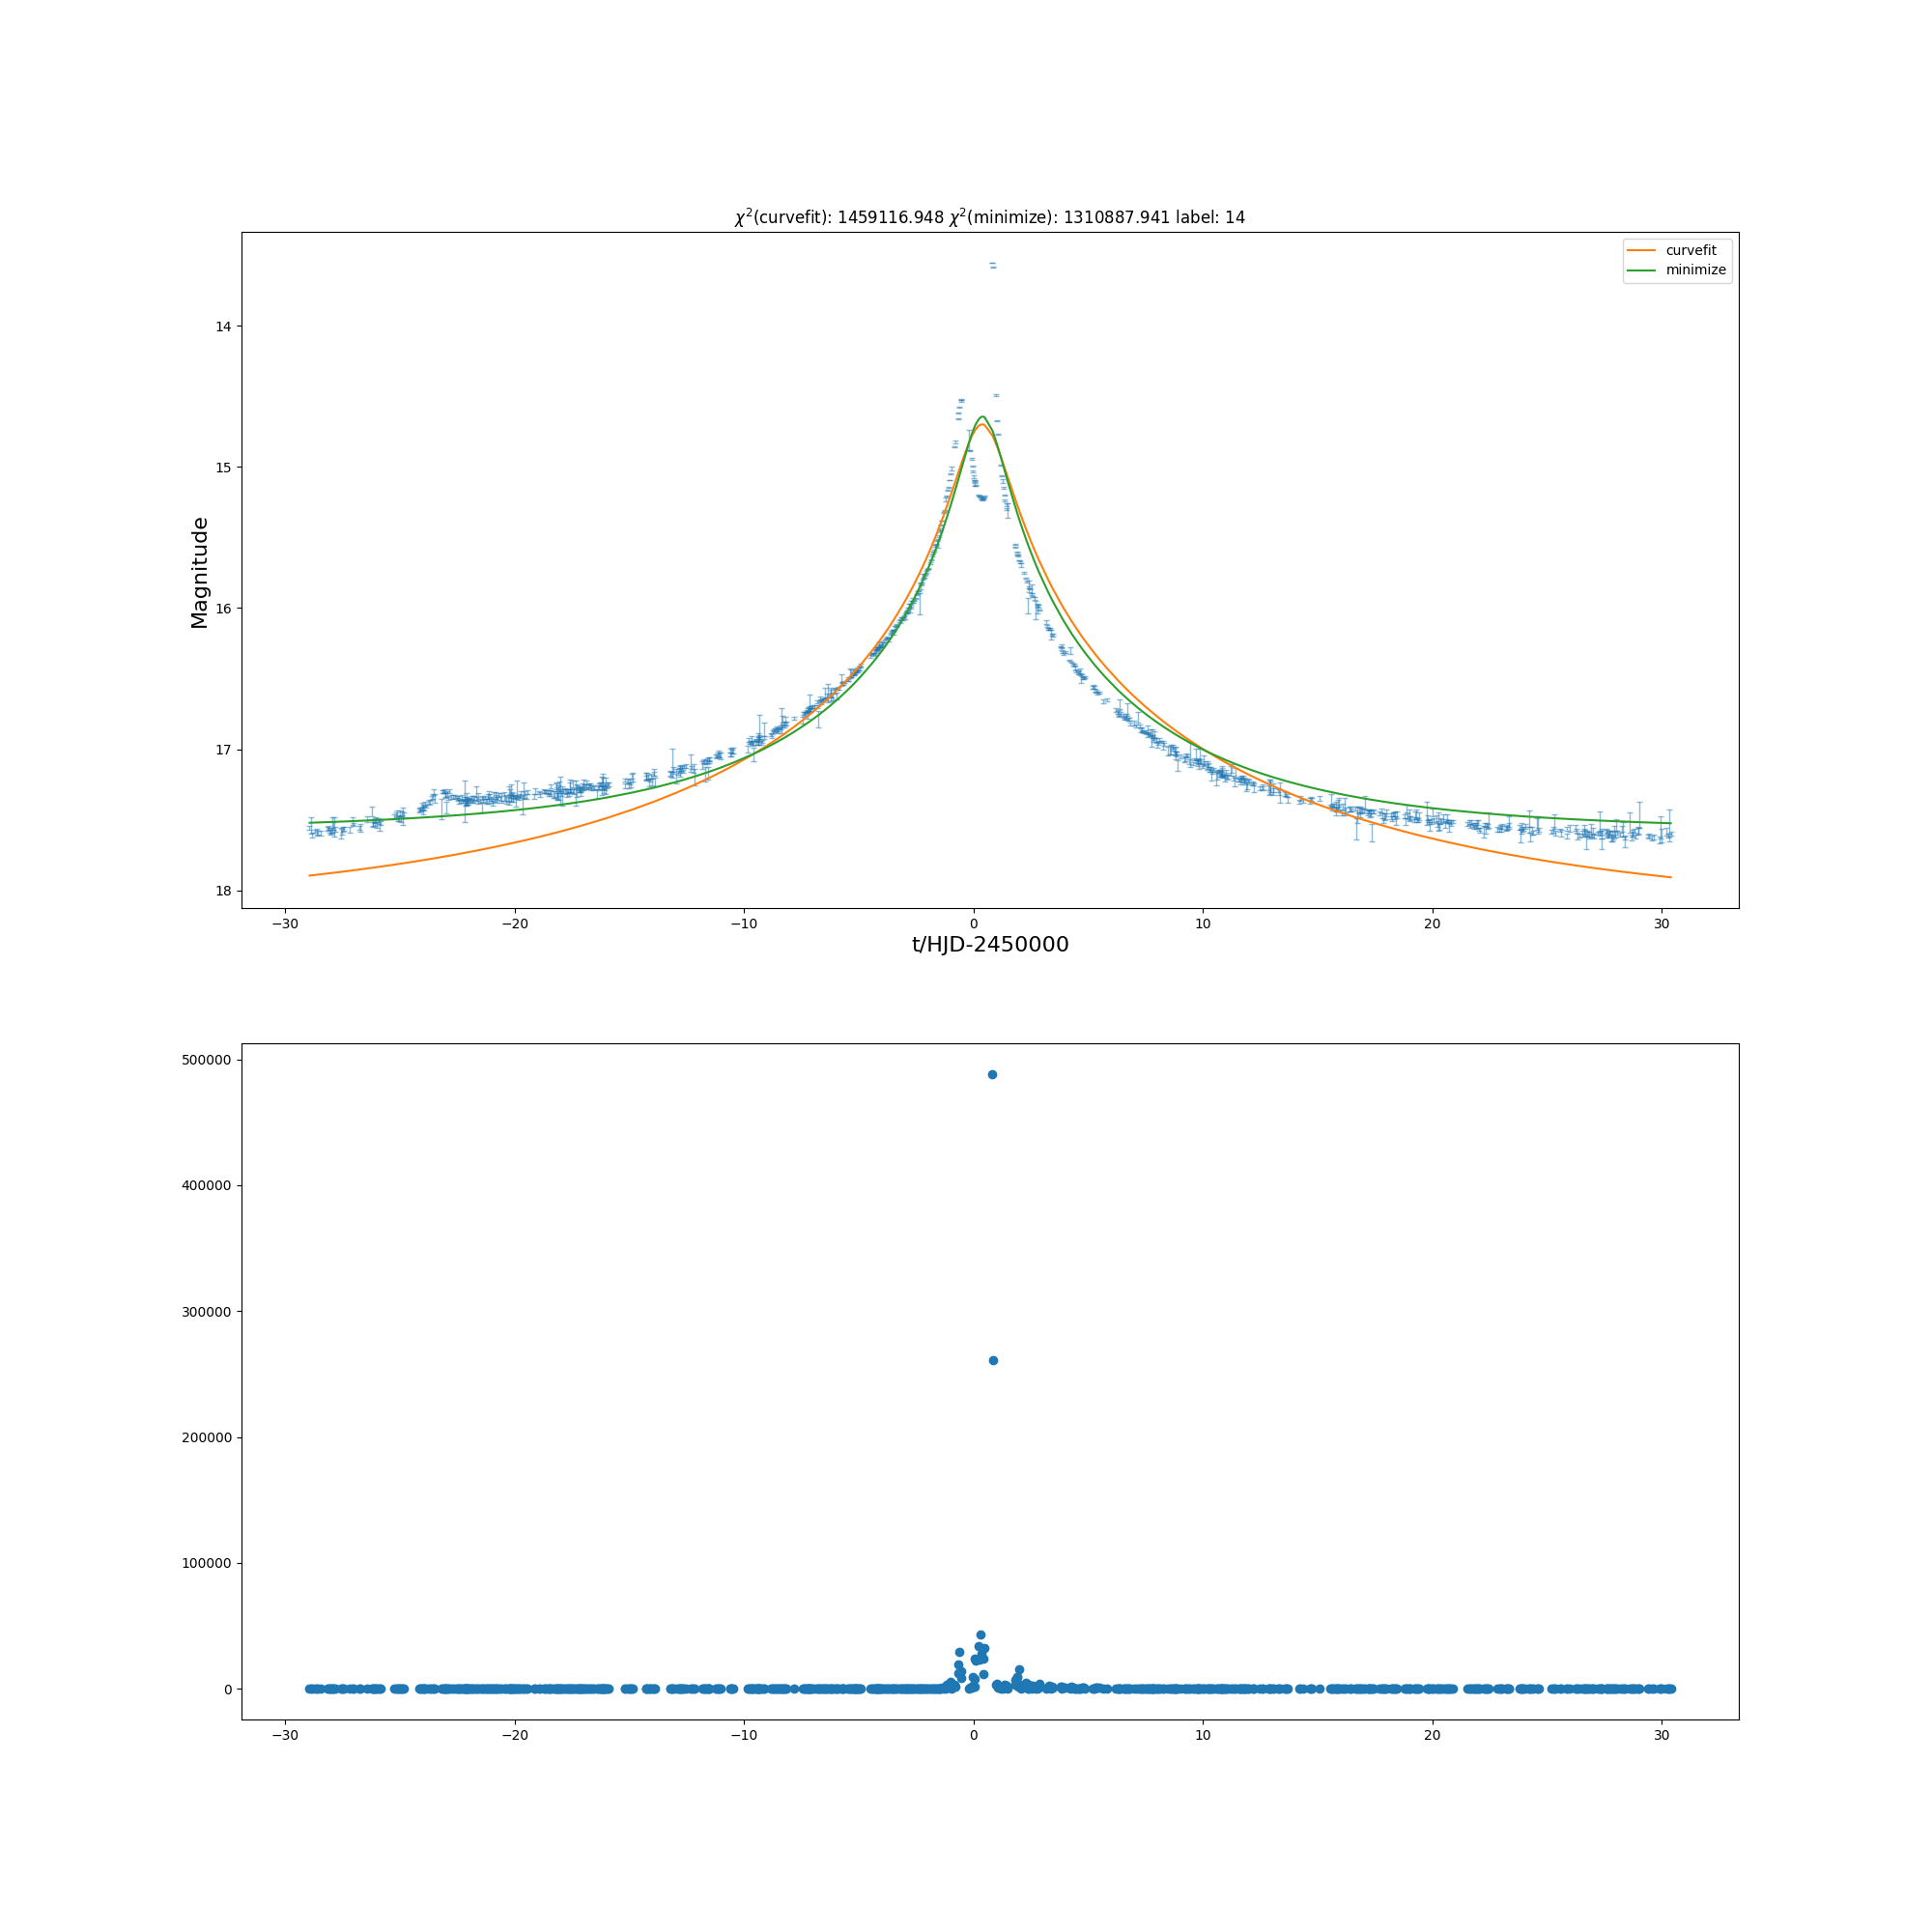 χ²(curvefit): 1459116.948 χ²(minimize): 1310887.941 label: 14
curvefit
minimize
14
15
16
17
18
Magnitude
−30 −20 −10 0 10 20 30
t/HJD-2450000
500000
400000
300000
200000
100000
0
−30 −20 −10 0 10 20 30